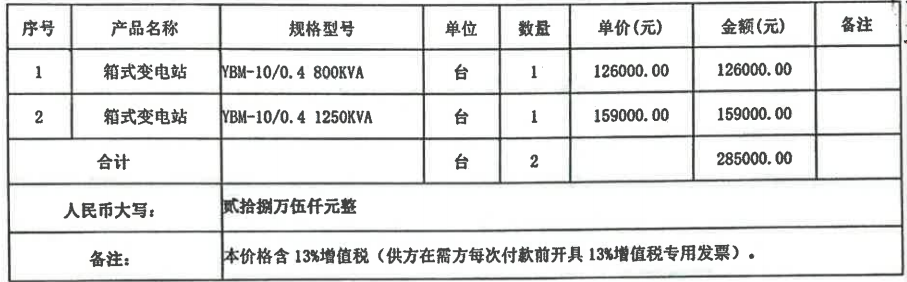 序号 产品名称 规格型号 单位 数量 单价(元) 金额(元) 备注
1 箱式变电站 YBM-10/0.4 800KVA 台 1 126000.00 126000.00
2 箱式变电站 YBM-10/0.4 1250KVA 台 1 159000.00 159000.00
合计 台 2 285000.00
人民币大写： 贰拾捌万伍仟元整
备注： 本价格含 13%增值税（供方在需方每次付款前开具 13%增值税专用发票）。